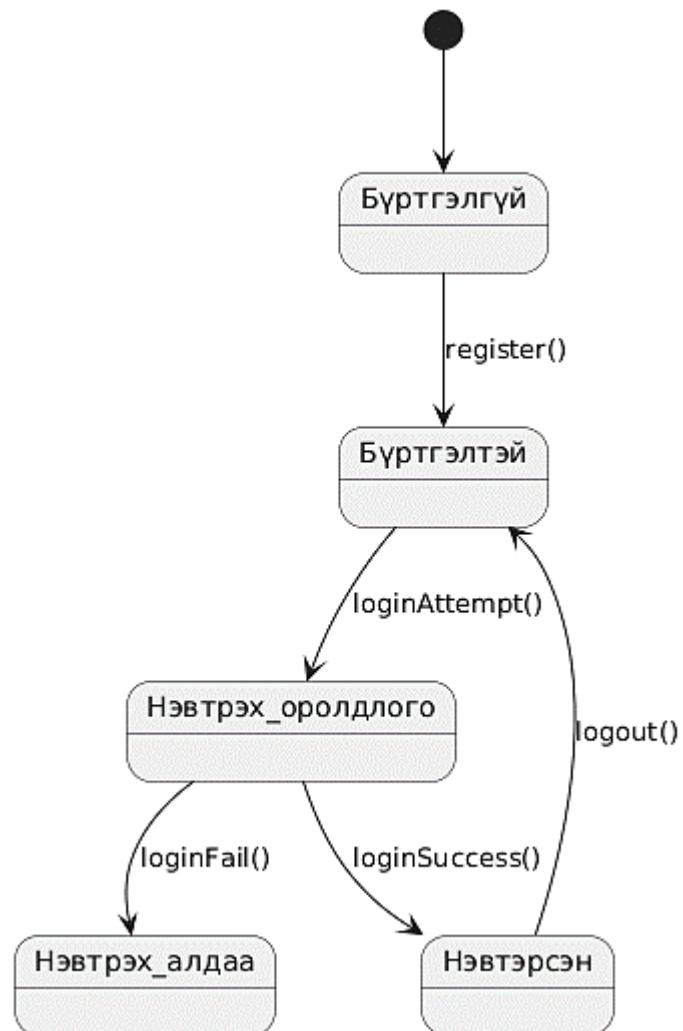 Бүртгэлгүй
register()
Бүртгэлтэй
loginAttempt()
Нэвтрэх_оролдлого
logout()
loginFail()
loginSuccess()
Нэвтрэх_алдаа
Нэвтэрсэн